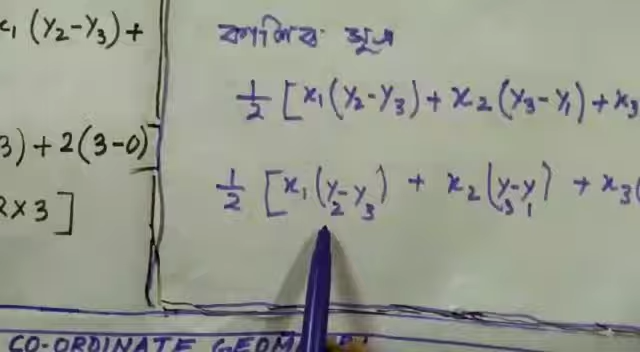 x₁(y₂-y₃)+
3)+2(3-0)
2×3]
সূত্র
1/2 [x₁(y₂-y₃)+x₂(y₃-y₁)+x₃
1/2 [x₁(y₂-y₃) + x₂(y₃-y₁) + x₃(
CO-ORDINATE